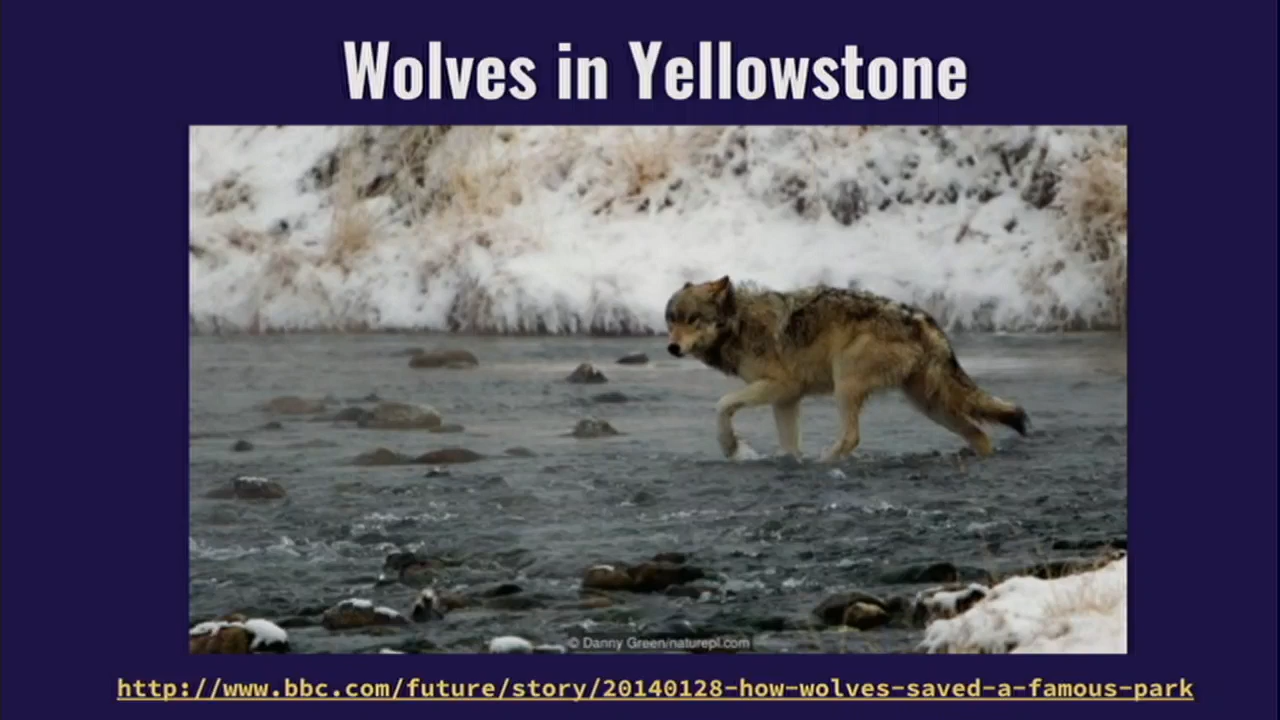 Wolves in Yellowstone
© Danny Green/naturepl.com
http://www.bbc.com/future/story/20140128-how-wolves-saved-a-famous-park